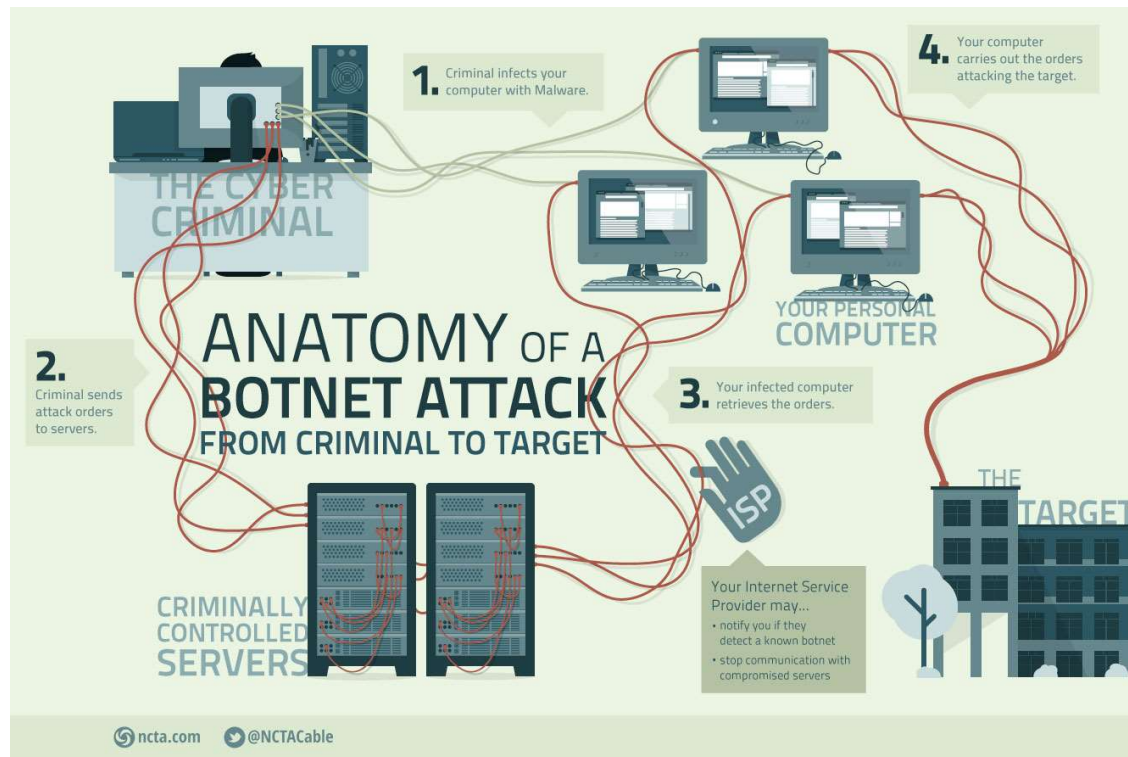 1.
Criminal infects your
computer with Malware.
4.
Your computer
carries out the orders
attacking the target.
THE CYBER
CRIMINAL
YOUR PERSONAL
COMPUTER
ANATOMY OF A
BOTNET ATTACK
FROM CRIMINAL TO TARGET
2.
Criminal sends
attack orders
to servers.
3.
Your infected computer
retrieves the orders.
ISP
THE
TARGET
Your Internet Service
Provider may...
• notify you if they
detect a known botnet
• stop communication with
compromised servers
CRIMINALLY
CONTROLLED
SERVERS
ncta.com
@NCTACable